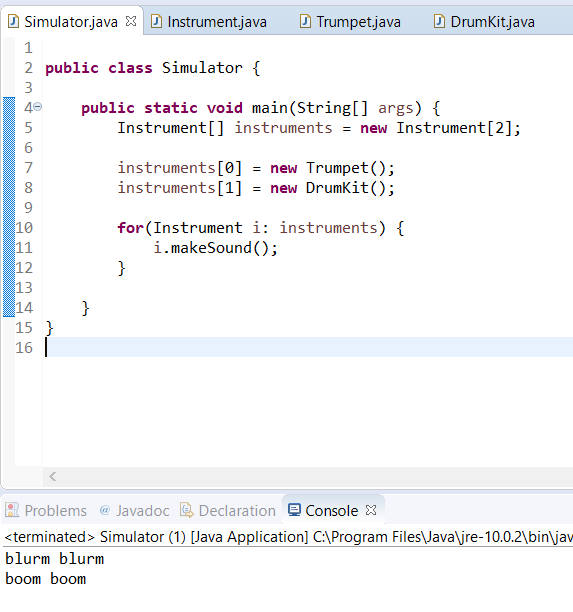 Simulator.java Instrument.java Trumpet.java DrumKit.java
1
2 public class Simulator {
3
4 public static void main(String[] args) {
5 Instrument[] instruments = new Instrument[2];
6
7 instruments[0] = new Trumpet();
8 instruments[1] = new DrumKit();
9
10 for(Instrument i: instruments) {
11 i.makeSound();
12 }
13
14 }
15 }
16
Problems @ Javadoc Declaration Console
<terminated> Simulator (1) [Java Application] C:\Program Files\Java\jre-10.0.2\bin\jav
blurm blurm
boom boom